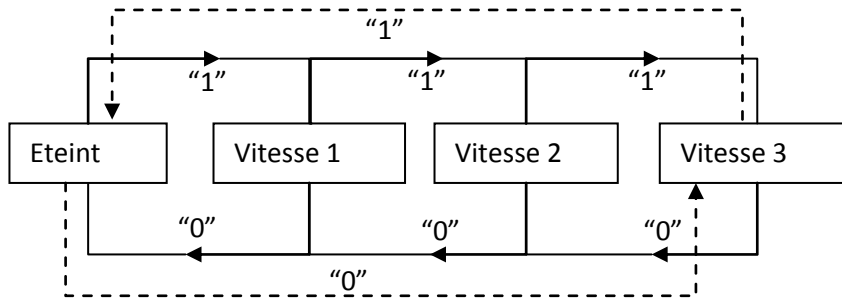 “1”
“1” “1” “1”
Eteint Vitesse 1 Vitesse 2 Vitesse 3
“0” “0” “0”
“0”